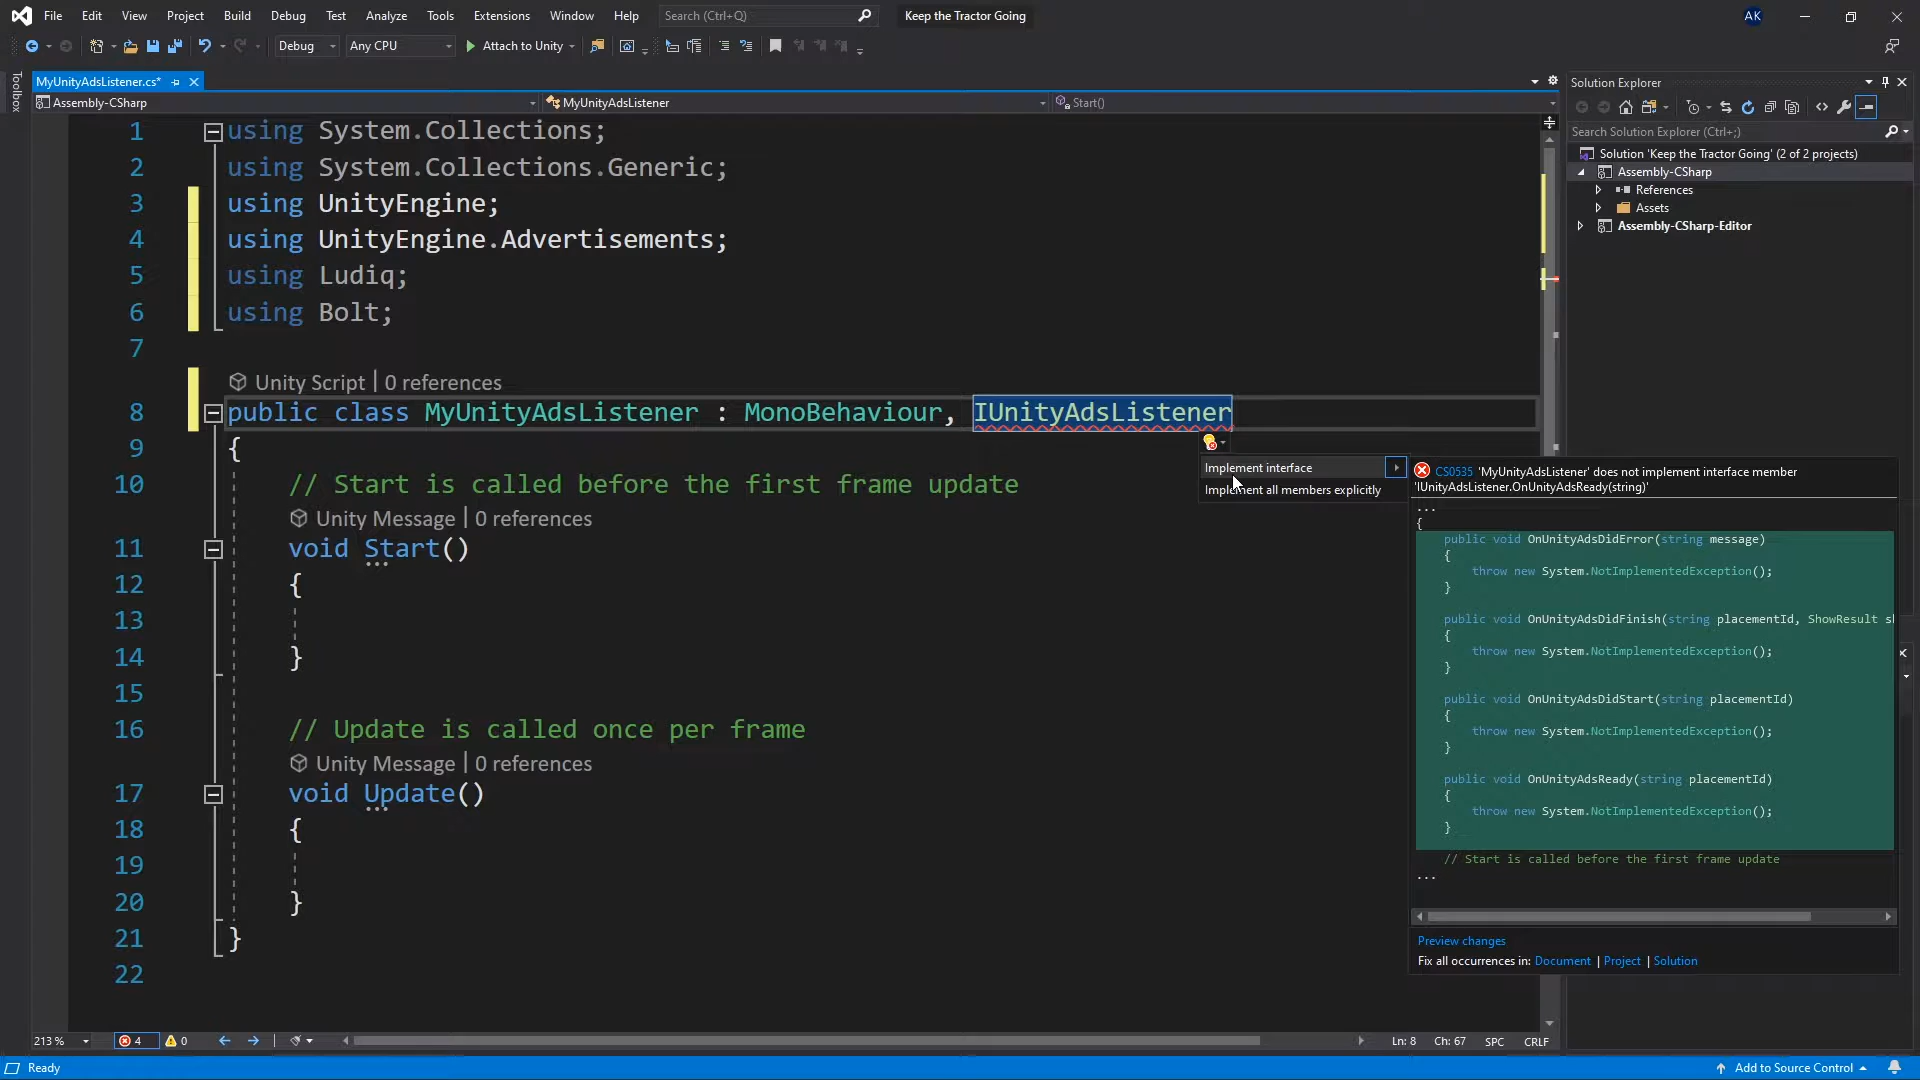 File Edit View Project Build Debug Test Analyze Tools Extensions Window Help Search (Ctrl+Q) Keep the Tractor Going AK
Debug Any CPU Attach to Unity
Toolbox
MyUnityAdsListener.cs*
Assembly-CSharp MyUnityAdsListener Start()
1 using System.Collections;
2 using System.Collections.Generic;
3 using UnityEngine;
4 using UnityEngine.Advertisements;
5 using Ludiq;
6 using Bolt;
7
Unity Script | 0 references
8 public class MyUnityAdsListener : MonoBehaviour, IUnityAdsListener
9 {
10 // Start is called before the first frame update
Unity Message | 0 references
11 void Start()
12 {
13
14 }
15
16 // Update is called once per frame
Unity Message | 0 references
17 void Update()
18 {
19
20 }
21 }
22
Implement interface
Implement all members explicitly
CS0535 'MyUnityAdsListener' does not implement interface member
'IUnityAdsListener.OnUnityAdsReady(string)'
...
{
public void OnUnityAdsDidError(string message)
{
throw new System.NotImplementedException();
}
public void OnUnityAdsDidFinish(string placementId, ShowResult sh
{
throw new System.NotImplementedException();
}
public void OnUnityAdsDidStart(string placementId)
{
throw new System.NotImplementedException();
}
public void OnUnityAdsReady(string placementId)
{
throw new System.NotImplementedException();
}
// Start is called before the first frame update
...
Preview changes
Fix all occurrences in: Document | Project | Solution
Solution Explorer
Search Solution Explorer (Ctrl+;)
Solution 'Keep the Tractor Going' (2 of 2 projects)
Assembly-CSharp
References
Assets
Assembly-CSharp-Editor
213 % 4 0 Ln: 8 Ch: 67 SPC CRLF
Ready Add to Source Control